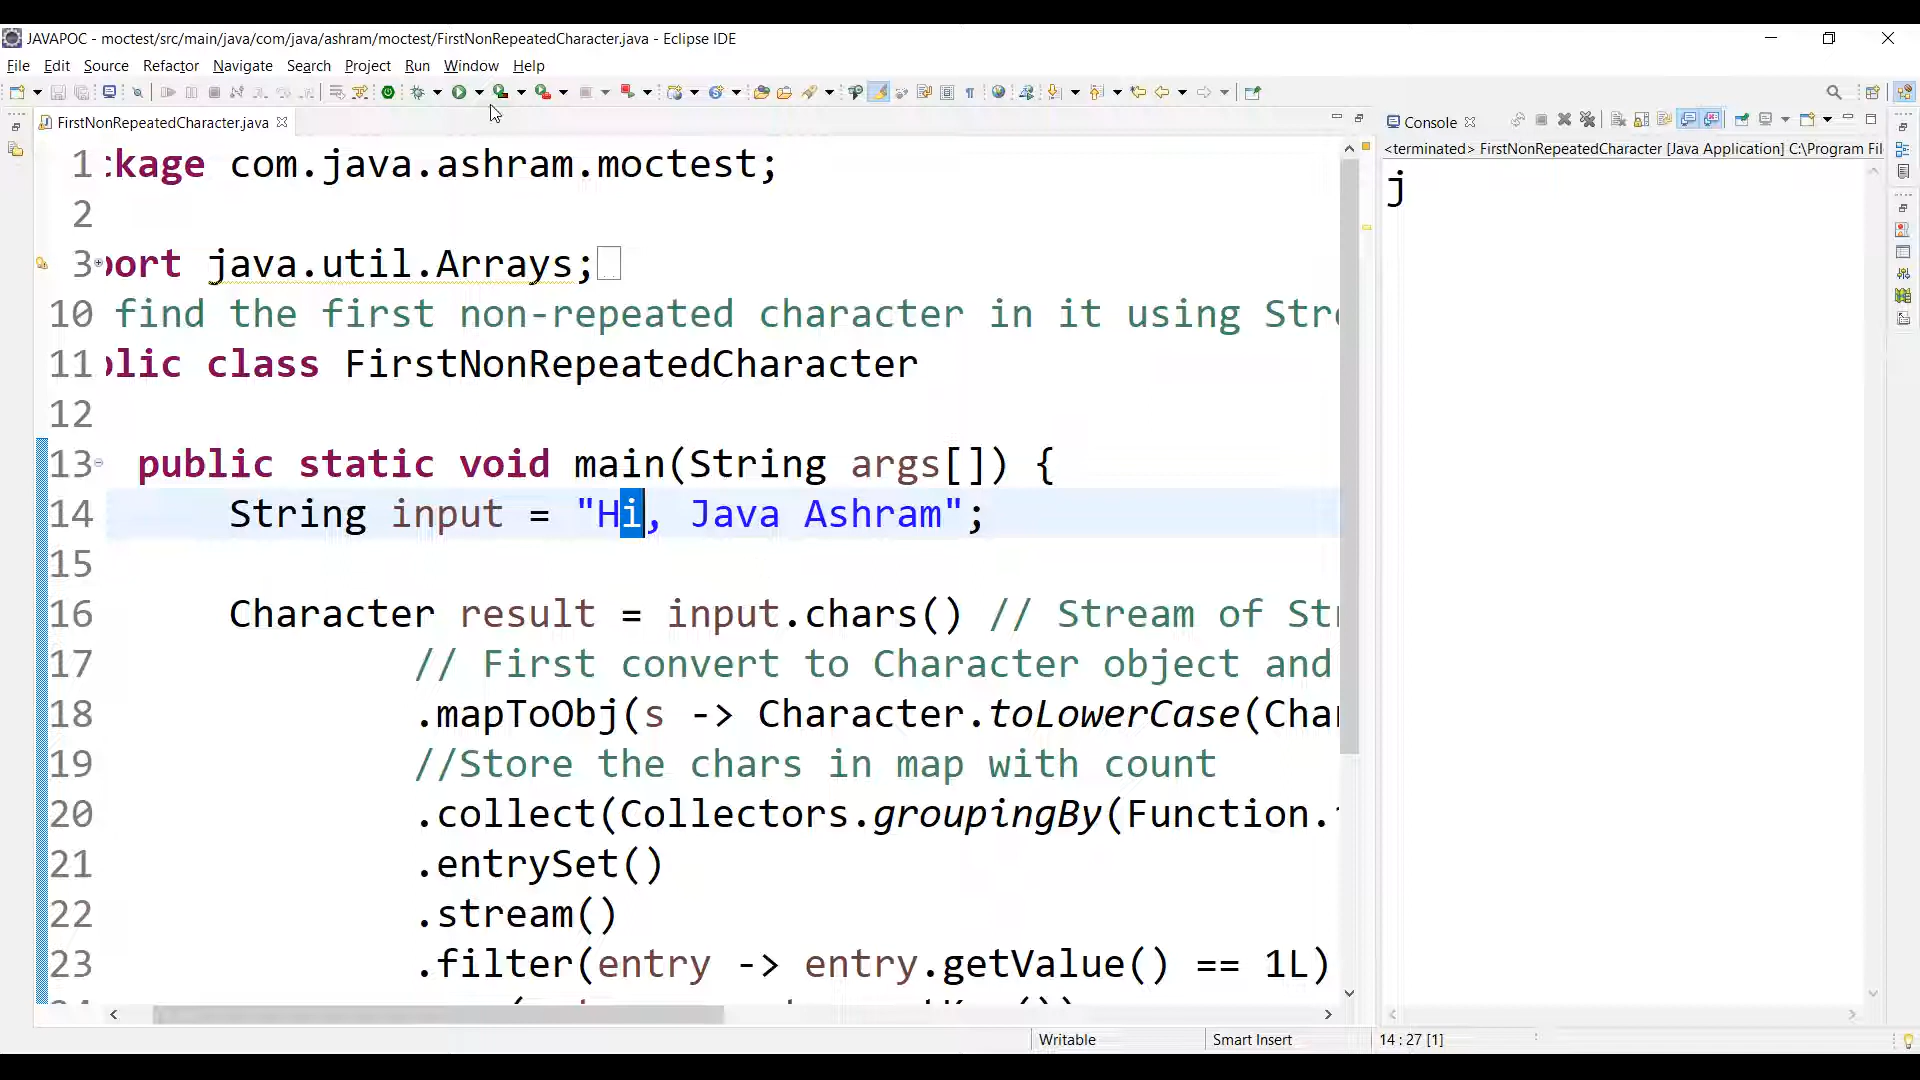 JAVAPOC - moctest/src/main/java/com/java/ashram/moctest/FirstNonRepeatedCharacter.java - Eclipse IDE
File Edit Source Refactor Navigate Search Project Run Window Help
FirstNonRepeatedCharacter.java
1 ckage com.java.ashram.moctest;
2
3 port java.util.Arrays;
10 find the first non-repeated character in it using Stre
11 blic class FirstNonRepeatedCharacter
12
13 public static void main(String args[]) {
14 String input = "Hi, Java Ashram";
15
16 Character result = input.chars() // Stream of Str
17 // First convert to Character object and
18 .mapToObj(s -> Character.toLowerCase(Char
19 //Store the chars in map with count
20 .collect(Collectors.groupingBy(Function.
21 .entrySet()
22 .stream()
23 .filter(entry -> entry.getValue() == 1L)
Console
<terminated> FirstNonRepeatedCharacter [Java Application] C:\Program Fil
j
Writable Smart Insert 14 : 27 [1]